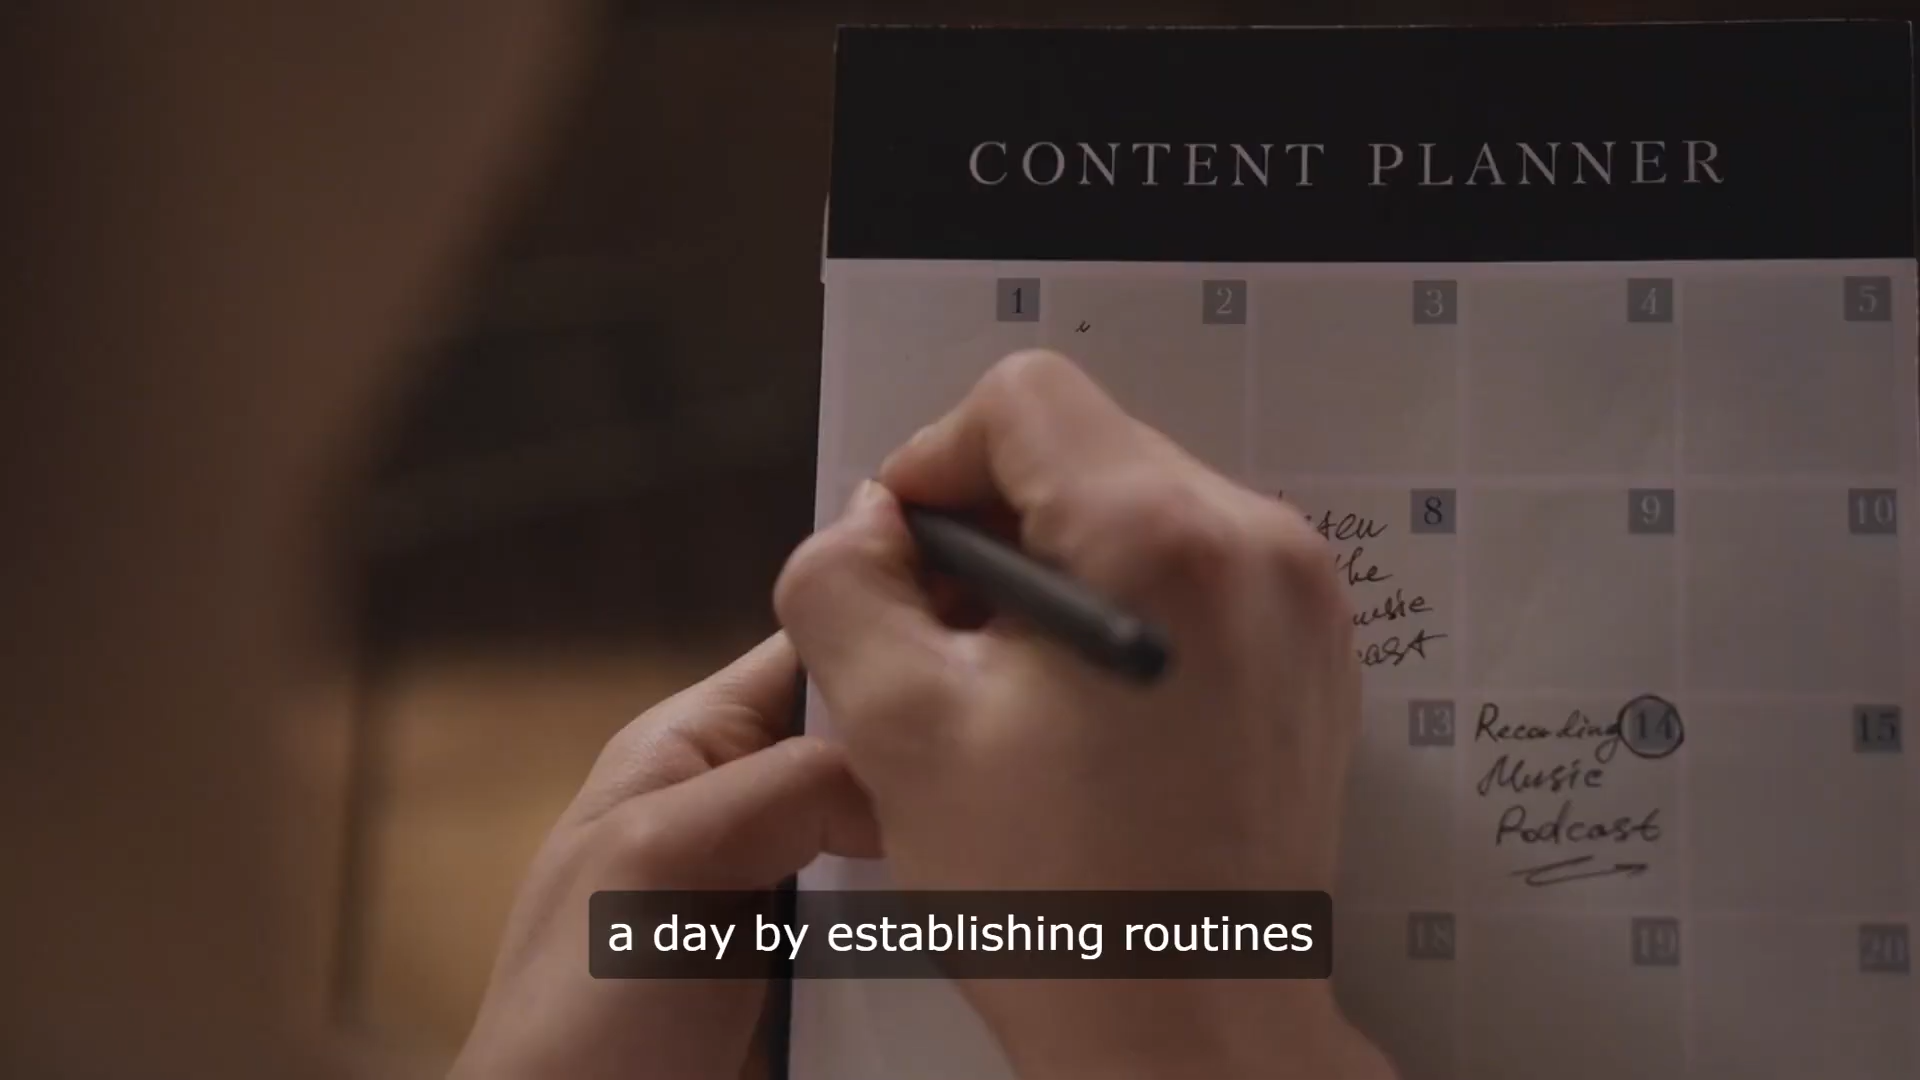 CONTENT PLANNER
1 2 3 4 5
8 9 10
the
13 Recording 14 15
Music
Podcast
18 19 20
a day by establishing routines